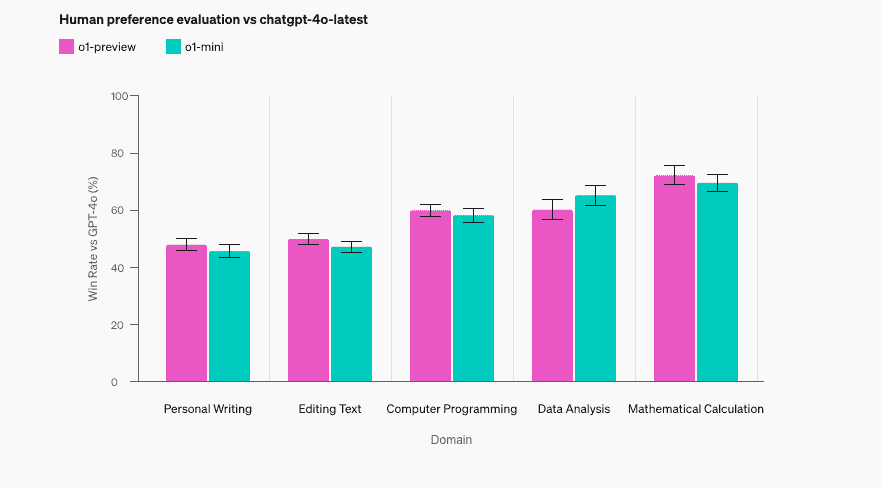 Human preference evaluation vs chatgpt-4o-latest
o1-preview o1-mini
100
80
60
40
20
0
Win Rate vs GPT-4o (%)
Personal Writing Editing Text Computer Programming Data Analysis Mathematical Calculation
Domain